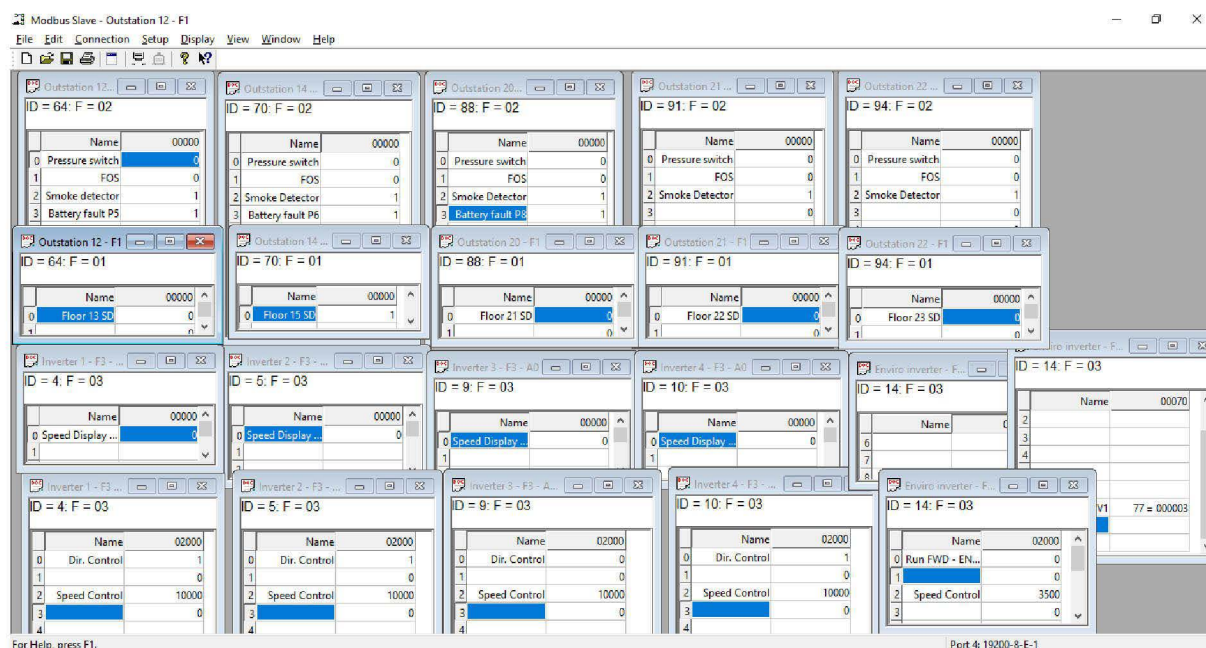 Modbus Slave - Outstation 12 - F1
File Edit Connection Setup Display View Window Help
Outstation 12...
ID = 64: F = 02
Name 00000
0 Pressure switch 0
1 FOS 0
2 Smoke detector 1
3 Battery fault P5 1
Outstation 14 ...
ID = 70: F = 02
Name 00000
0 Pressure switch 0
1 FOS 0
2 Smoke Detector 1
3 Battery fault P6 1
Outstation 20...
ID = 88: F = 02
Name 00000
0 Pressure switch 0
1 FOS 0
2 Smoke Detector 1
3 Battery fault P8 1
Outstation 21 ...
ID = 91: F = 02
Name 00000
0 Pressure switch 0
1 FOS 0
2 Smoke Detector 1
3 0
Outstation 22 ...
ID = 94: F = 02
Name 00000
0 Pressure switch 0
1 FOS 0
2 Smoke Detector 1
3 0
Outstation 12 - F1
ID = 64: F = 01
Name 00000
0 Floor 13 SD 0
1 0
Outstation 14 ...
ID = 70: F = 01
Name 00000
0 Floor 15 SD 1
Outstation 20 - F1
ID = 88: F = 01
Name 00000
0 Floor 21 SD 0
1 0
Outstation 21 - F1
ID = 91: F = 01
Name 00000
0 Floor 22 SD 0
1 0
Outstation 22 - F1
ID = 94: F = 01
Name 00000
0 Floor 23 SD 0
1 0
Inverter 1 - F3 - ...
ID = 4: F = 03
Name 00000
0 Speed Display ... 0
1
Inverter 2 - F3 - ...
ID = 5: F = 03
Name 00000
0 Speed Display ... 0
1
Inverter 3 - F3 - A0
ID = 9: F = 03
Name 00000
0 Speed Display ... 0
1
Inverter 4 - F3 - A0
ID = 10: F = 03
Name 00000
0 Speed Display ... 0
1
Enviro inverter - F...
ID = 14: F = 03
Name
6
7
8
iro inverter - F...
ID = 14: F = 03
Name 00070
2
3
4
V1 77 = 000003
Inverter 1 - F3 ...
ID = 4: F = 03
Name 02000
0 Dir. Control 1
1 0
2 Speed Control 10000
3 0
4
Inverter 2 - F3 - ...
ID = 5: F = 03
Name 02000
0 Dir. Control 1
1 0
2 Speed Control 10000
3 0
4
Inverter 3 - F3 - A...
ID = 9: F = 03
Name 02000
0 Dir. Control 1
1 0
2 Speed Control 10000
3 0
4
Inverter 4 - F3 - ...
ID = 10: F = 03
Name 02000
0 Dir. Control 1
1 0
2 Speed Control 10000
3 0
4
Enviro inverter - F...
ID = 14: F = 03
Name 02000
0 Run FWD - EN... 0
1 0
2 Speed Control 3500
3 0
For Help, press F1.
Port 4: 19200-8-E-1